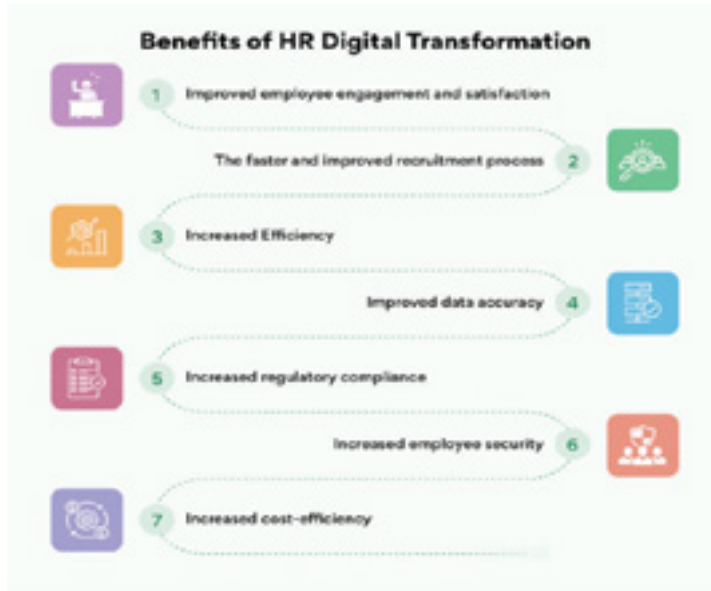 Benefits of HR Digital Transformation
1 Improved employee engagement and satisfaction
The faster and improved recruitment process 2
3 Increased Efficiency
Improved data accuracy 4
5 Increased regulatory compliance
Increased employee security 6
7 Increased cost-efficiency